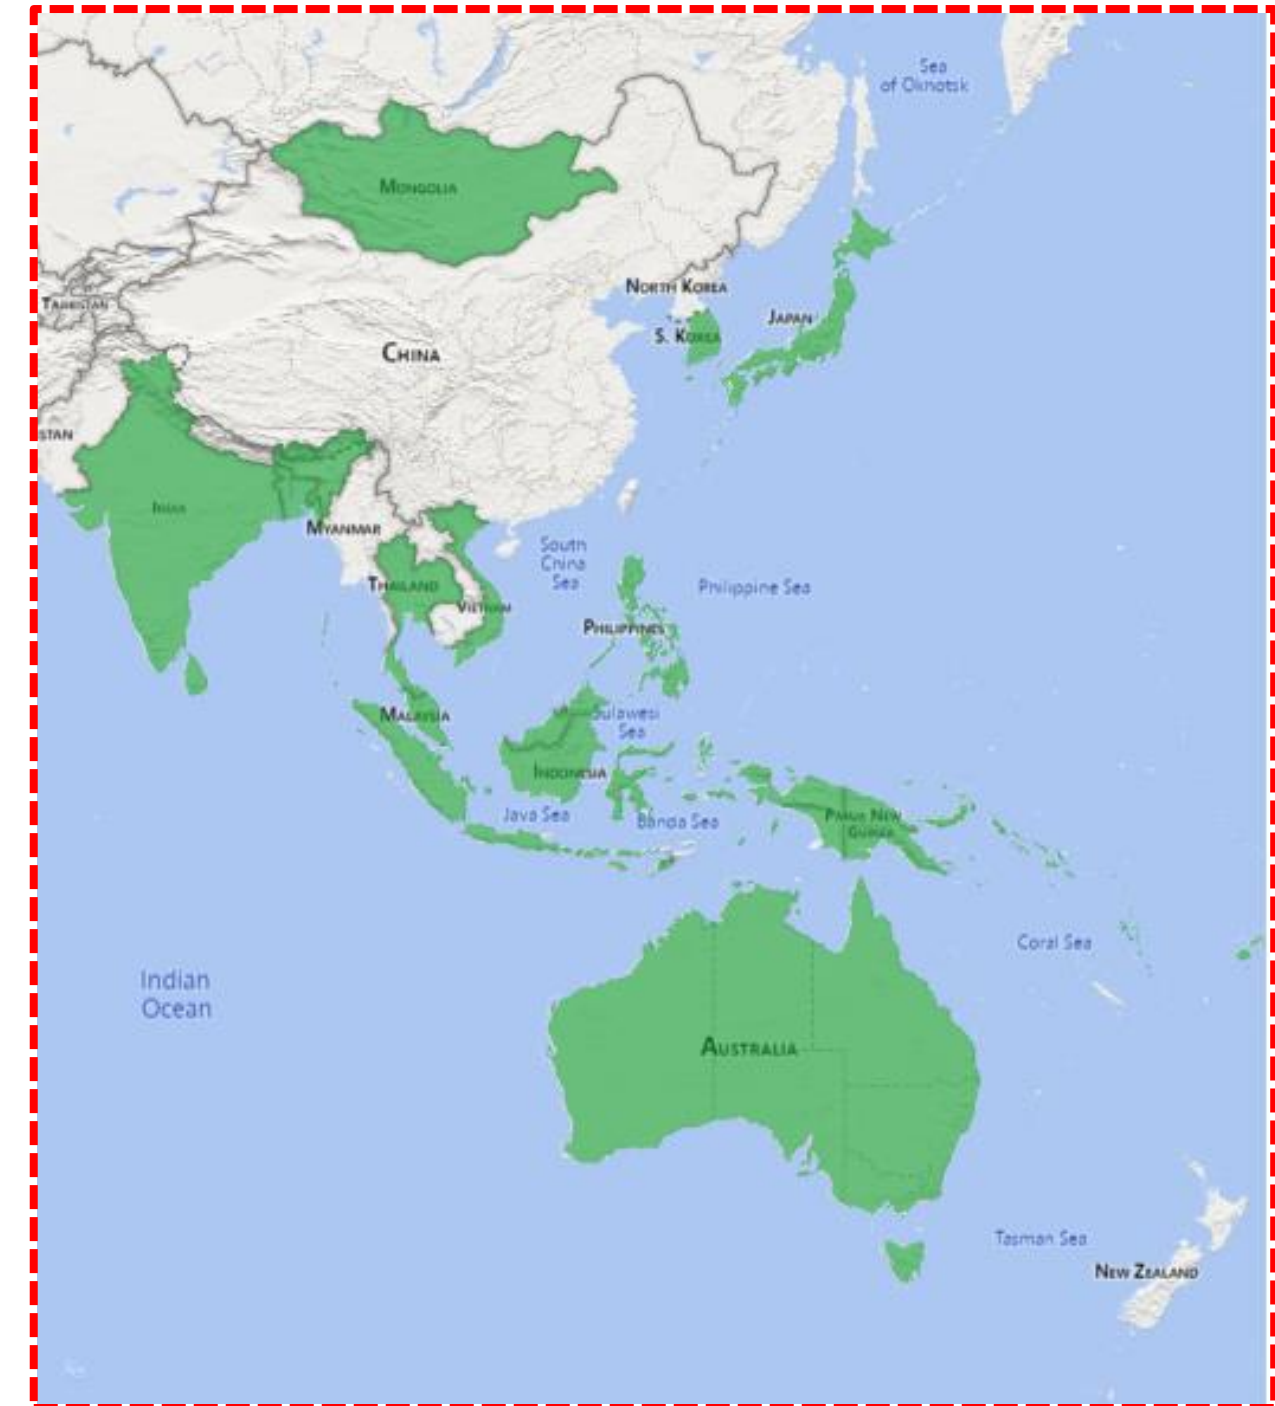 Sea
of Okhotsk
MONGOLIA
NORTH KOREA
TAJIKISTAN
JAPAN
S. KOREA
CHINA
STAN
INDIA
MYANMAR
South
China
Sea
THAILAND
Philippine Sea
VIETNAM
PHILIPPINES
MALAYSIA
Sulawesi
Sea
INDONESIA
Java Sea
Banda Sea
PAPUA NEW
GUINEA
Coral Sea
Indian
Ocean
AUSTRALIA
Tasman Sea
NEW ZEALAND